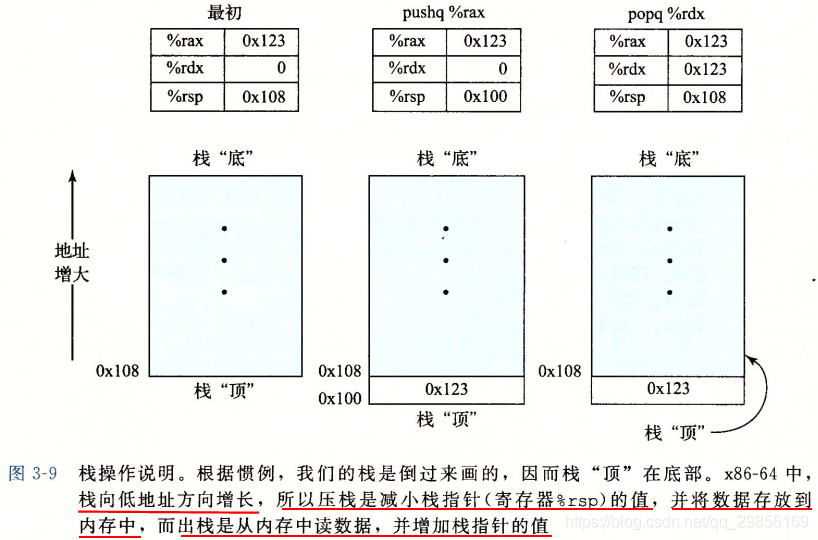 最初
%rax 0x123
%rdx 0
%rsp 0x108
pushq %rax
%rax 0x123
%rdx 0
%rsp 0x100
popq %rdx
%rax 0x123
%rdx 0x123
%rsp 0x108
地址
增大
栈“底”
0x108
栈“顶”
栈“底”
0x108
0x100
0x123
栈“顶”
栈“底”
0x108
0x123
栈“顶”
图 3-9 栈操作说明。根据惯例，我们的栈是倒过来画的，因而栈“顶”在底部。x86-64 中，
栈向低地址方向增长，所以压栈是减小栈指针(寄存器%rsp)的值，并将数据存放到
内存中，而出栈是从内存中读数据，并增加栈指针的值
https://blog.csdn.net/qq_29856169